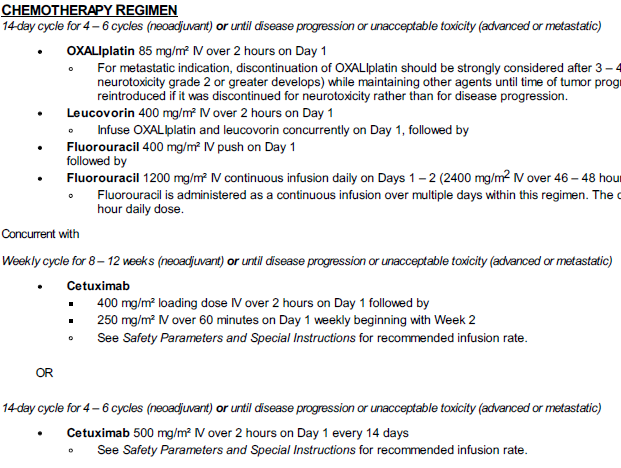 CHEMOTHERAPY REGIMEN
14-day cycle for 4 – 6 cycles (neoadjuvant) or until disease progression or unacceptable toxicity (advanced or metastatic)
• OXALIplatin 85 mg/m² IV over 2 hours on Day 1
o For metastatic indication, discontinuation of OXALIplatin should be strongly considered after 3 – 4
neurotoxicity grade 2 or greater develops) while maintaining other agents until time of tumor
reintroduced if it was discontinued for neurotoxicity rather than for disease progression.
• Leucovorin 400 mg/m² IV over 2 hours on Day 1
o Infuse OXALIplatin and leucovorin concurrently on Day 1, followed by
• Fluorouracil 400 mg/m² IV push on Day 1
followed by
• Fluorouracil 1200 mg/m² IV continuous infusion daily on Days 1 – 2 (2400 mg/m² IV over 46 – 48
o Fluorouracil is administered as a continuous infusion over multiple days within this regimen. The
hour daily dose.
Concurrent with
Weekly cycle for 8 – 12 weeks (neoadjuvant) or until disease progression or unacceptable toxicity (advanced or metastatic)
• Cetuximab
▪ 400 mg/m² loading dose IV over 2 hours on Day 1 followed by
▪ 250 mg/m² IV over 60 minutes on Day 1 weekly beginning with Week 2
o See Safety Parameters and Special Instructions for recommended infusion rate.
OR
14-day cycle for 4 – 6 cycles (neoadjuvant) or until disease progression or unacceptable toxicity (advanced or metastatic)
• Cetuximab 500 mg/m² IV over 2 hours on Day 1 every 14 days
o See Safety Parameters and Special Instructions for recommended infusion rate.